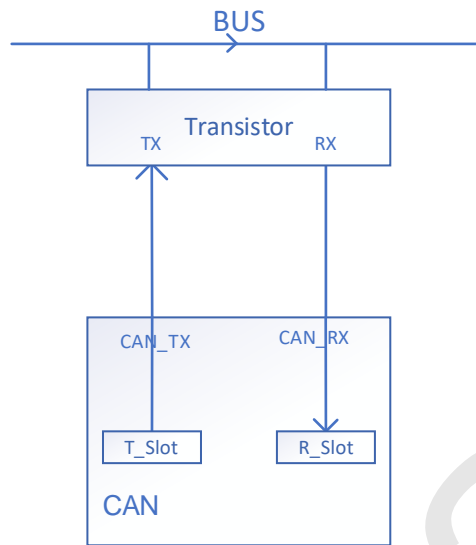 BUS
Transistor
TX
RX
CAN_TX
CAN_RX
T_Slot
R_Slot
CAN